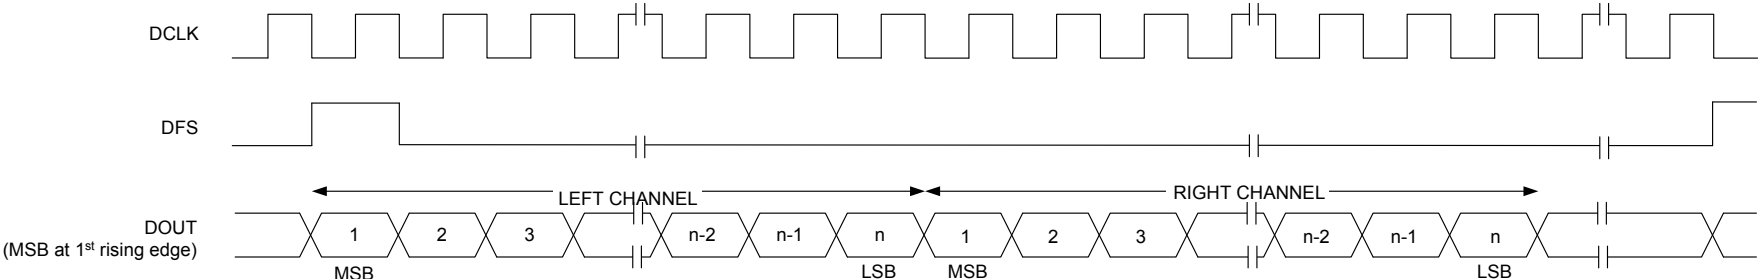 DCLK
DFS
LEFT CHANNEL
RIGHT CHANNEL
DOUT
(MSB at 1st rising edge)
1 2 3 n-2 n-1 n 1 2 3 n-2 n-1 n
MSB LSB MSB LSB